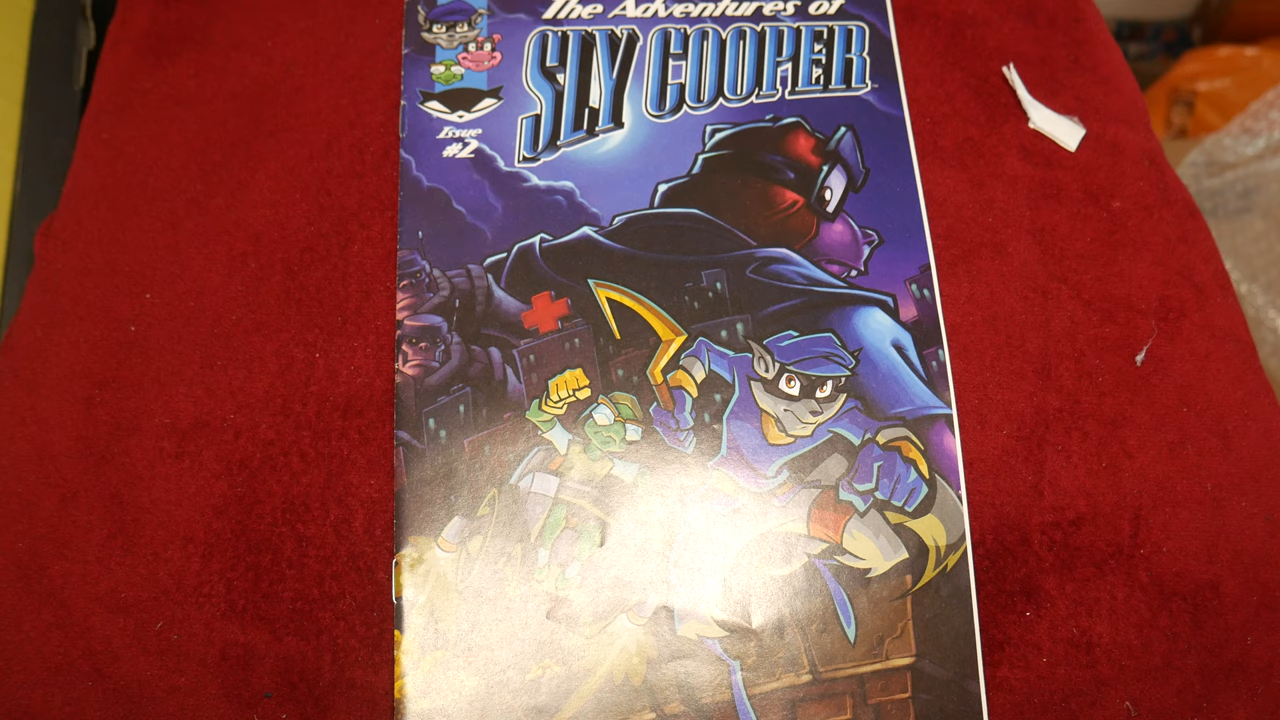 The Adventures of
SLY COOPER
Issue
#2